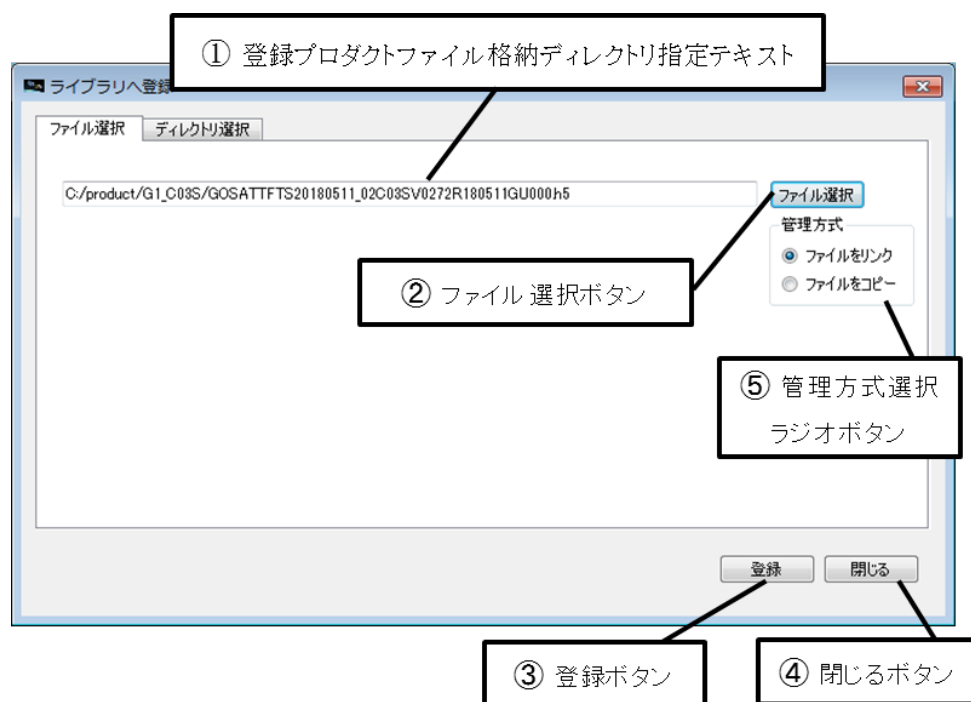 ① 登録プロダクトファイル格納ディレクトリ指定テキスト
ライブラリへ登録
ファイル選択 ディレクトリ選択
C:/product/G1_C03S/GOSATTFTS20180511_02C03SV0272R180511GU000.h5
ファイル選択
管理方式
ファイルをリンク
ファイルをコピー
② ファイル選択ボタン
⑤ 管理方式選択
ラジオボタン
登録 閉じる
③ 登録ボタン
④ 閉じるボタン